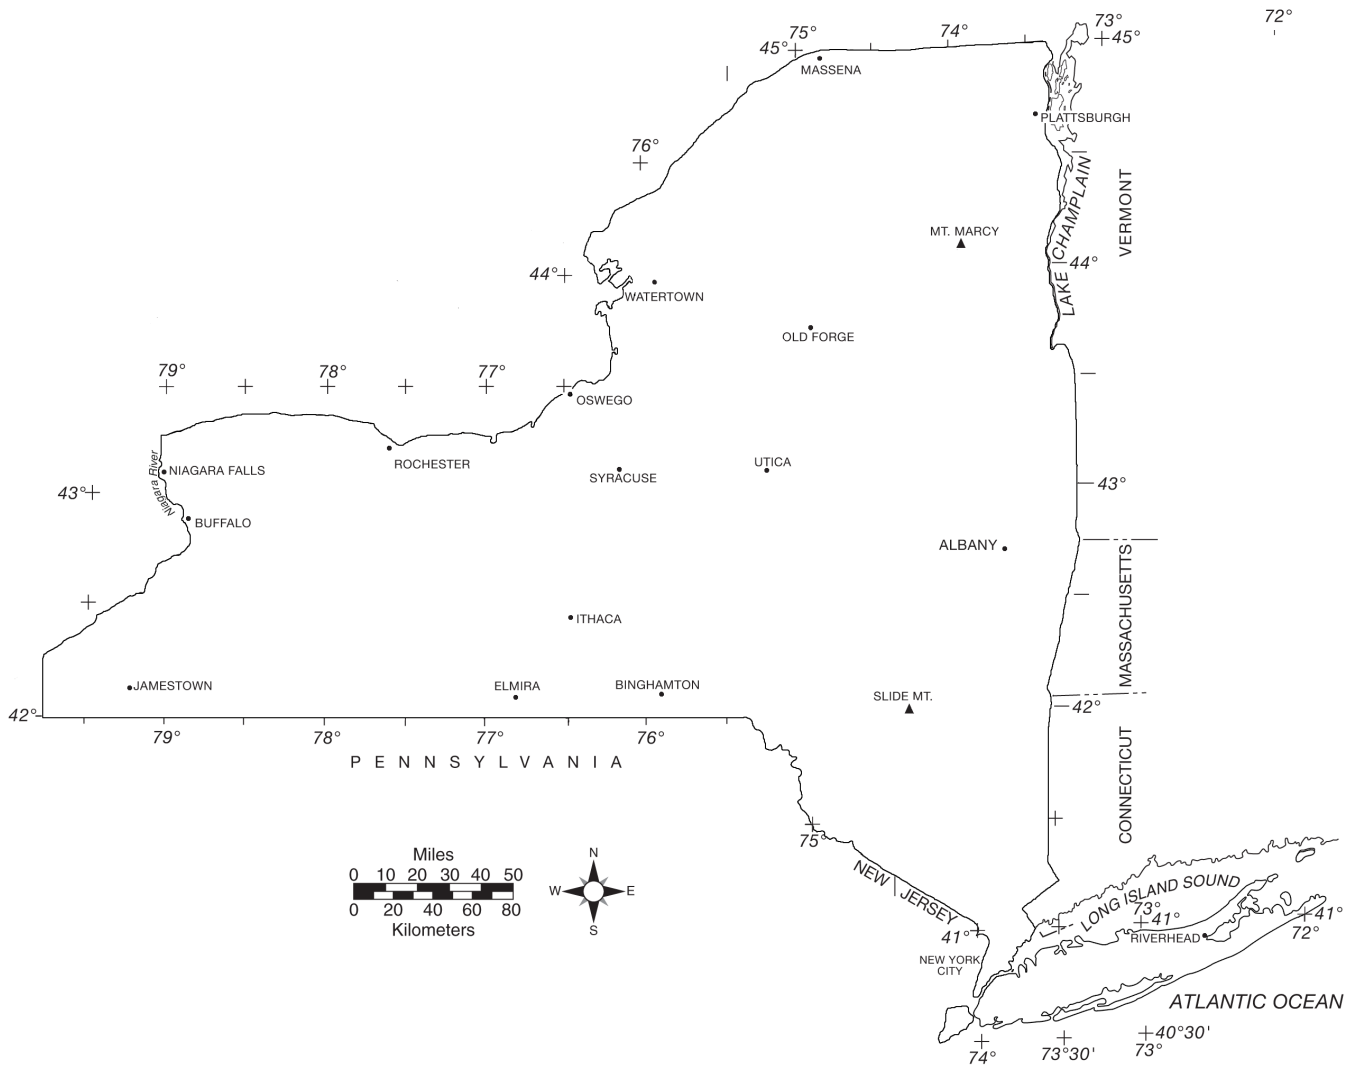 72°
73°
45°
75°
74°
45°
MASSENA
PLATTSBURGH
76°
LAKE CHAMPLAIN
VERMONT
MT. MARCY
44°
44°
WATERTOWN
OLD FORGE
79°
78°
77°
OSWEGO
ROCHESTER
Niagara River
NIAGARA FALLS
SYRACUSE
UTICA
43°
43°
BUFFALO
ALBANY
MASSACHUSETTS
ITHACA
JAMESTOWN
ELMIRA
BINGHAMTON
SLIDE MT.
42°
42°
79°
78°
77°
76°
PENNSYLVANIA
CONNECTICUT
75°
Miles
0 10 20 30 40 50
0 20 40 60 80
Kilometers
N
W E
S
NEW JERSEY
LONG ISLAND SOUND
73°
41°
41°
72°
41°
RIVERHEAD
NEW YORK
CITY
ATLANTIC OCEAN
74°
73°30'
40°30'
73°